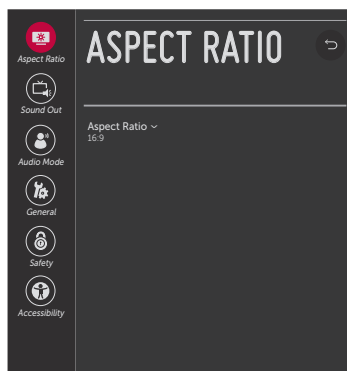 ASPECT RATIO
Aspect Ratio
Sound Out
Audio Mode
General
Safety
Accessibility
Aspect Ratio
16:9